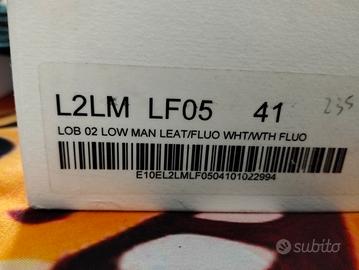 L2LM LF05 41 235
LOB 02 LOW MAN LEAT/FLUO WHT/WTH FLUO
E10EL2LMLF0504101022994
subito